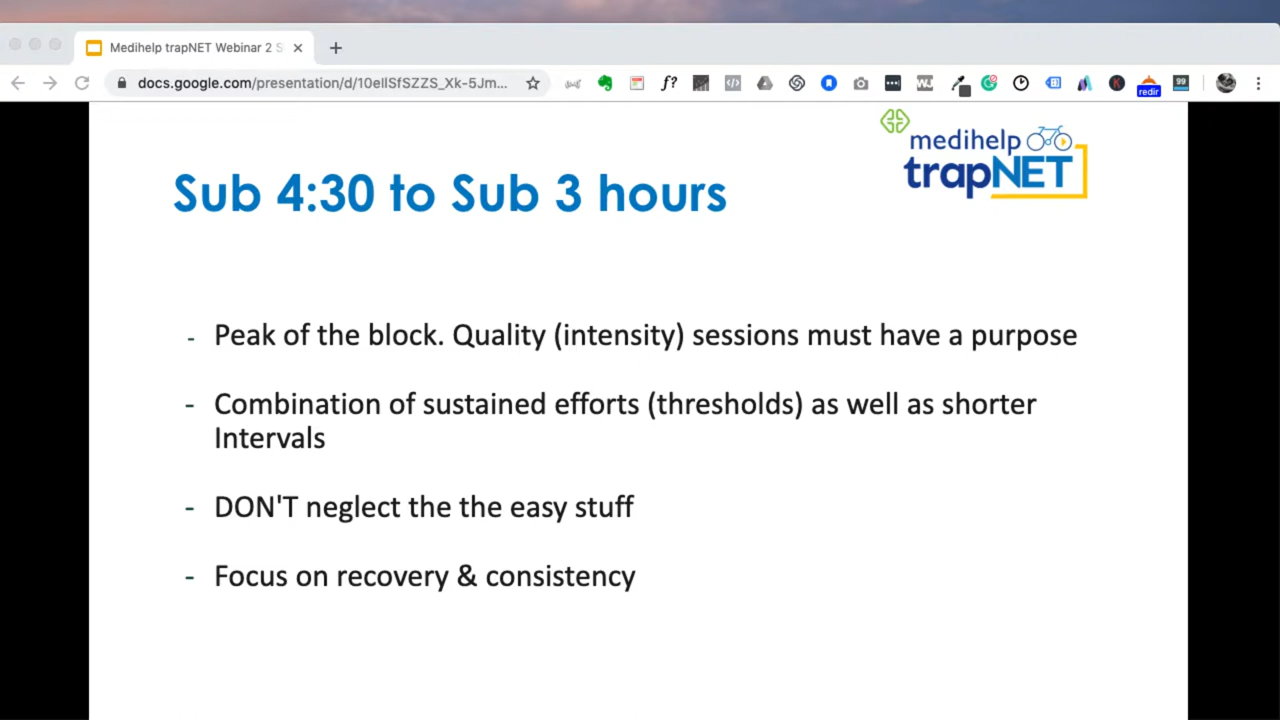 Medihelp trapNET Webinar 2 S
docs.google.com/presentation/d/10eIlSfSZZS_Xk-5Jm...
f?
99
redir
medihelp
trapNET
Sub 4:30 to Sub 3 hours
- Peak of the block. Quality (intensity) sessions must have a purpose
- Combination of sustained efforts (thresholds) as well as shorter
Intervals
- DON'T neglect the the easy stuff
- Focus on recovery & consistency